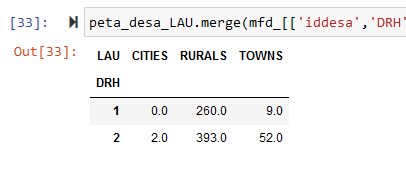 [33]: peta_desa_LAU.merge(mfd_[['iddesa','DRH'
Out[33]:
LAU CITIES RURALS TOWNS
DRH
1 0.0 260.0 9.0
2 2.0 393.0 52.0